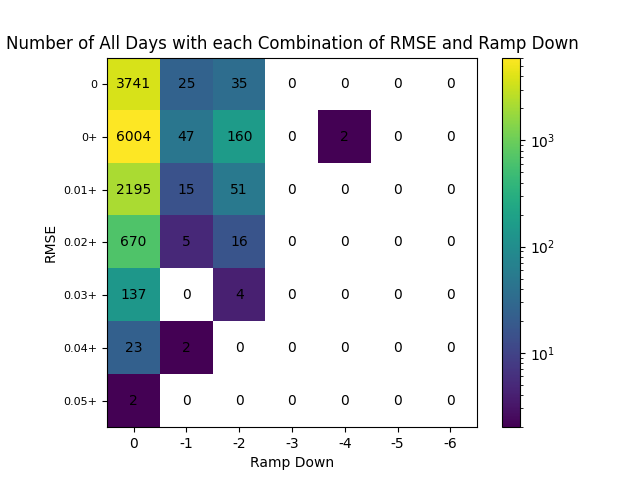 Number of All Days with each Combination of RMSE and Ramp Down
0 3741 25 35 0 0 0 0
0+ 6004 47 160 0 2 0 0
0.01+ 2195 15 51 0 0 0 0
0.02+ 670 5 16 0 0 0 0
0.03+ 137 0 4 0 0 0 0
0.04+ 23 2 0 0 0 0 0
0.05+ 2 0 0 0 0 0 0
0 -1 -2 -3 -4 -5 -6
Ramp Down
RMSE
10³
10²
10¹